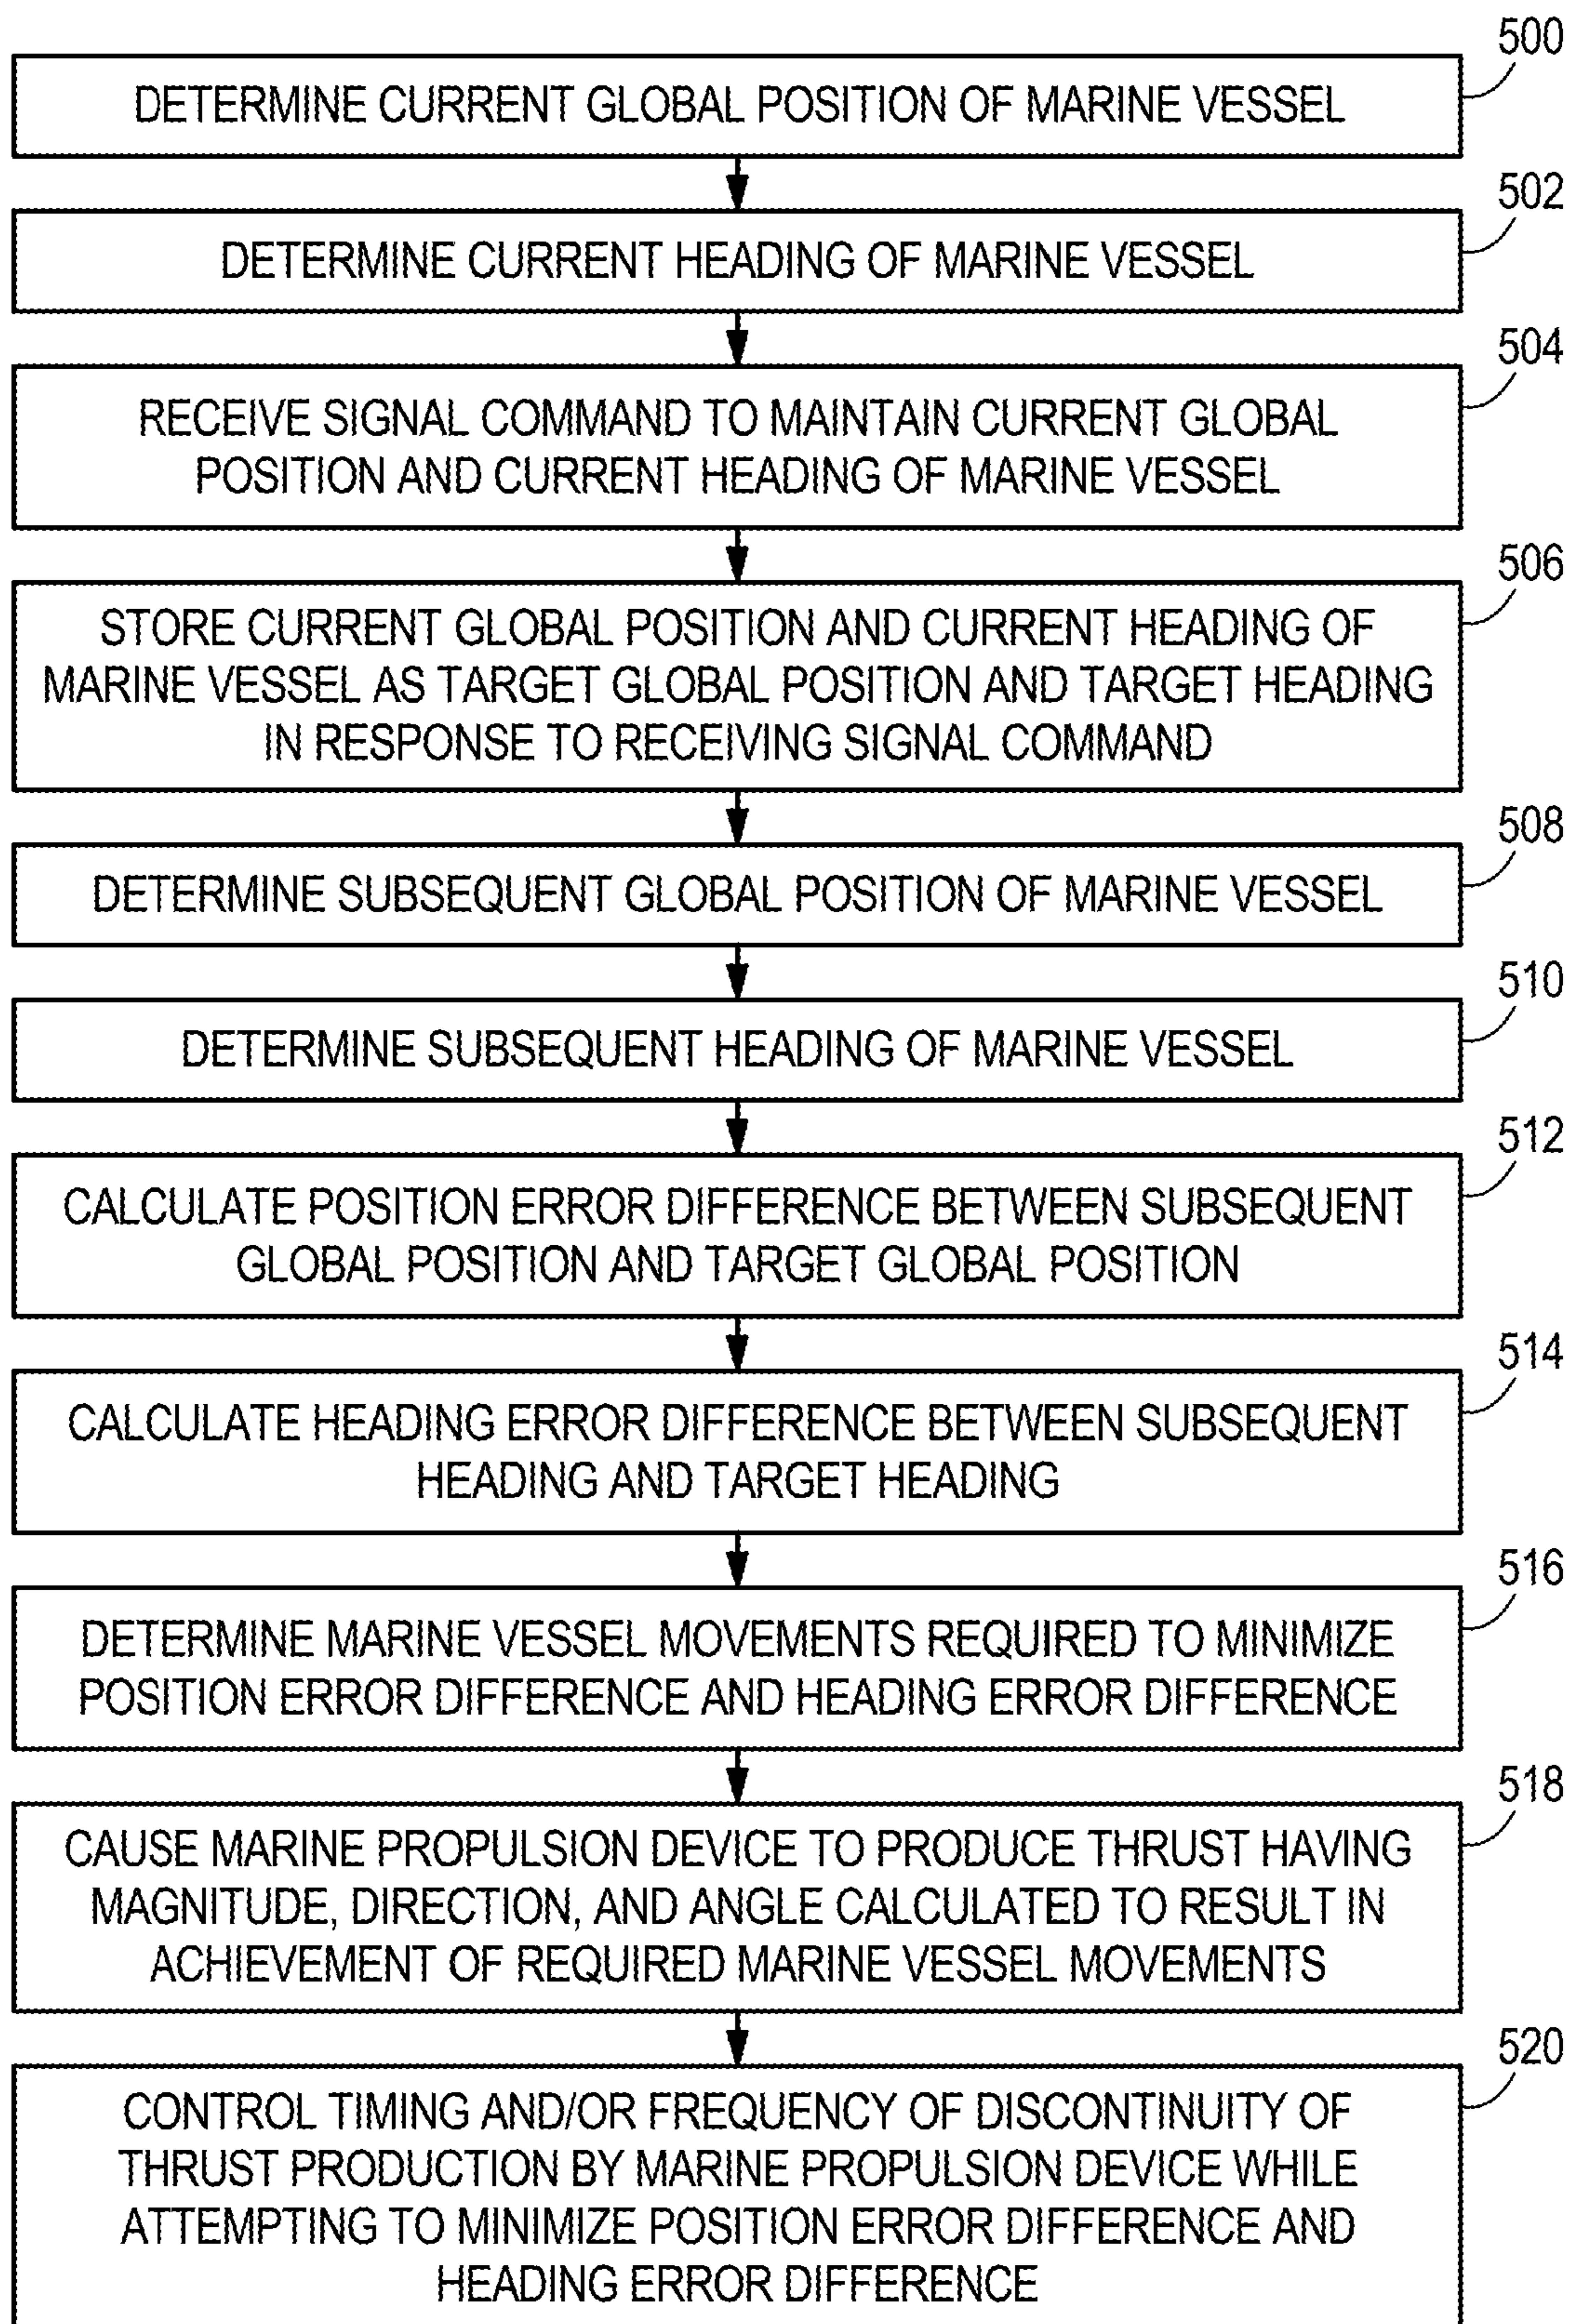 500
DETERMINE CURRENT GLOBAL POSITION OF MARINE VESSEL
502
DETERMINE CURRENT HEADING OF MARINE VESSEL
504
RECEIVE SIGNAL COMMAND TO MAINTAIN CURRENT GLOBAL
POSITION AND CURRENT HEADING OF MARINE VESSEL
506
STORE CURRENT GLOBAL POSITION AND CURRENT HEADING OF
MARINE VESSEL AS TARGET GLOBAL POSITION AND TARGET HEADING
IN RESPONSE TO RECEIVING SIGNAL COMMAND
508
DETERMINE SUBSEQUENT GLOBAL POSITION OF MARINE VESSEL
510
DETERMINE SUBSEQUENT HEADING OF MARINE VESSEL
512
CALCULATE POSITION ERROR DIFFERENCE BETWEEN SUBSEQUENT
GLOBAL POSITION AND TARGET GLOBAL POSITION
514
CALCULATE HEADING ERROR DIFFERENCE BETWEEN SUBSEQUENT
HEADING AND TARGET HEADING
516
DETERMINE MARINE VESSEL MOVEMENTS REQUIRED TO MINIMIZE
POSITION ERROR DIFFERENCE AND HEADING ERROR DIFFERENCE
518
CAUSE MARINE PROPULSION DEVICE TO PRODUCE THRUST HAVING
MAGNITUDE, DIRECTION, AND ANGLE CALCULATED TO RESULT IN
ACHIEVEMENT OF REQUIRED MARINE VESSEL MOVEMENTS
520
CONTROL TIMING AND/OR FREQUENCY OF DISCONTINUITY OF
THRUST PRODUCTION BY MARINE PROPULSION DEVICE WHILE
ATTEMPTING TO MINIMIZE POSITION ERROR DIFFERENCE AND
HEADING ERROR DIFFERENCE